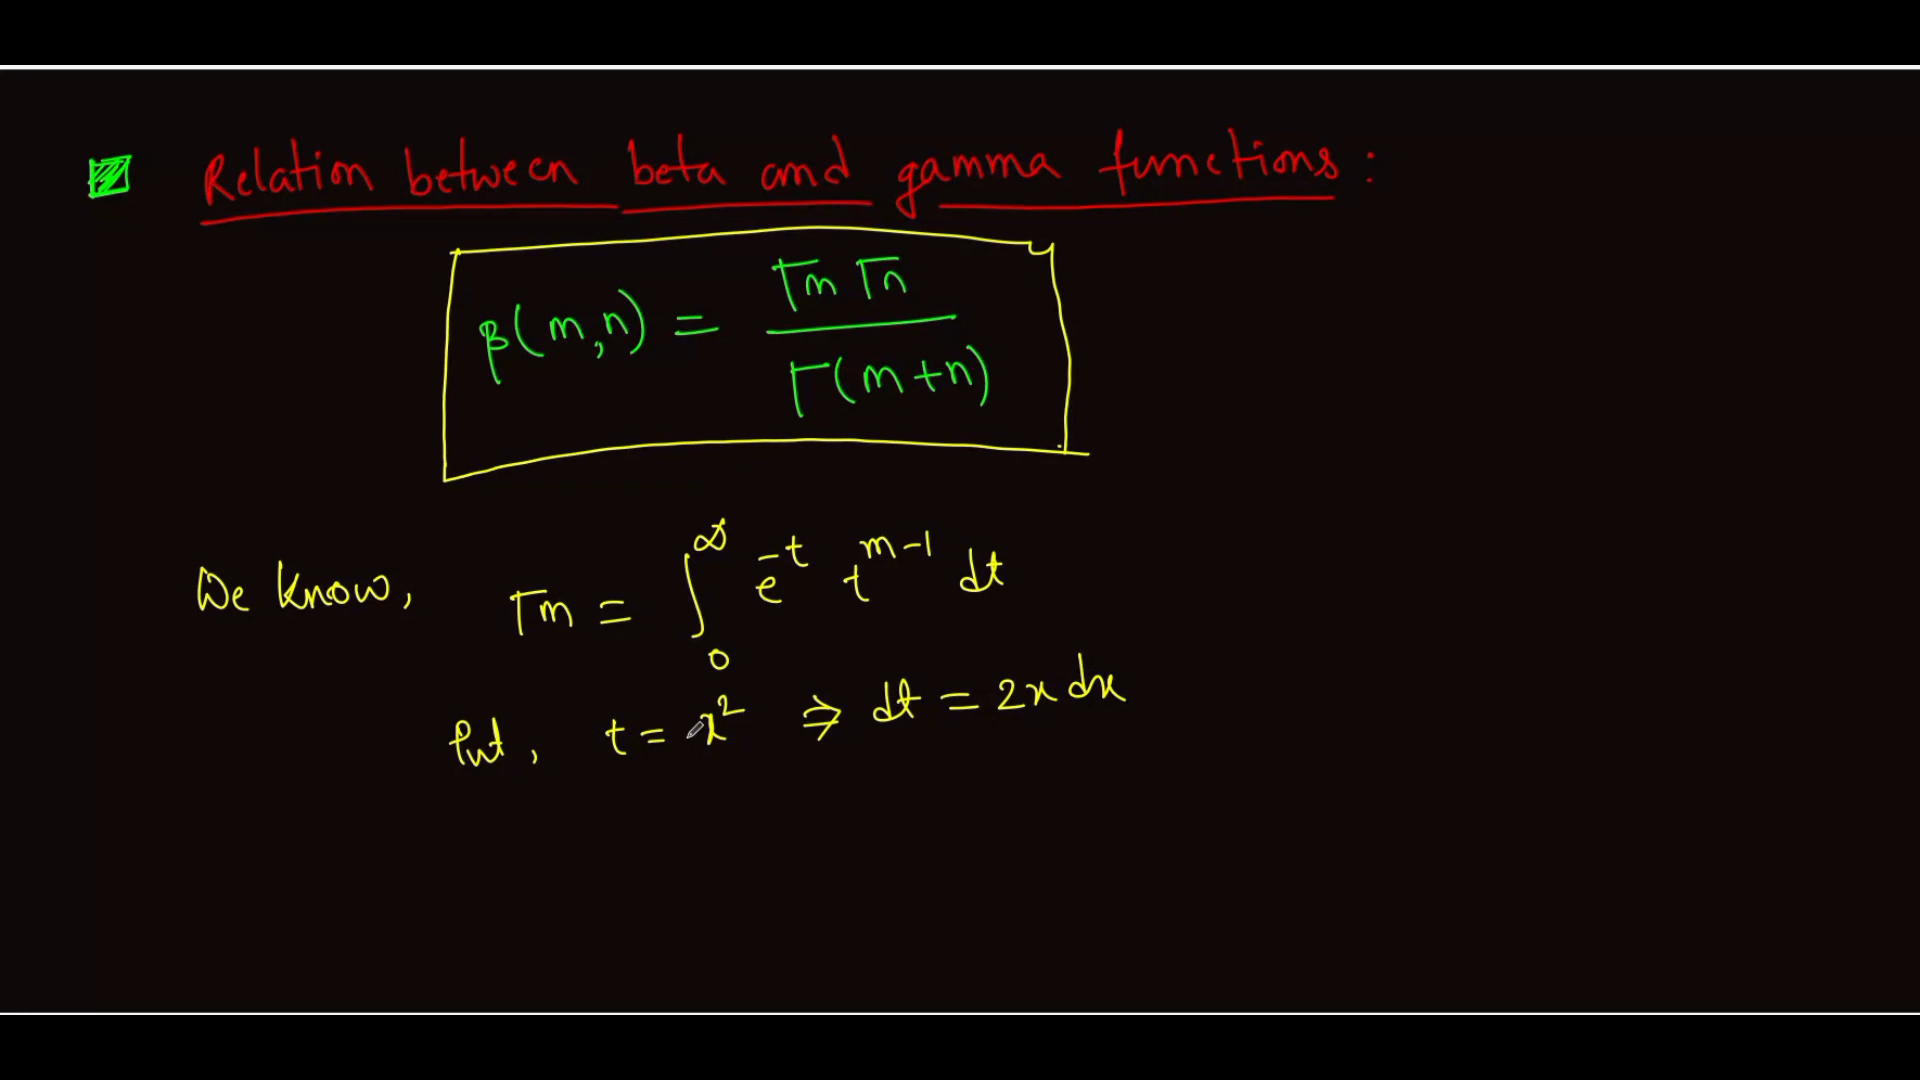 Relation between beta and gamma functions :
β(m,n) = Γm Γn / Γ(m+n)
We know, Γm = ∫₀^∞ e^-t t^m-1 dt
Put, t = x² ⇒ dt = 2x dx